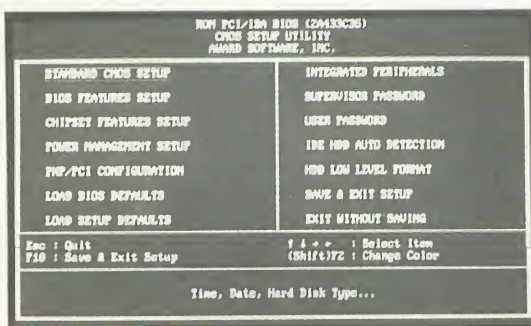 ROM PCI/ISA BIOS (2A433C35)
CMOS SETUP UTILITY
AWARD SOFTWARE, INC.
STANDARD CMOS SETUP
BIOS FEATURES SETUP
CHIPSET FEATURES SETUP
POWER MANAGEMENT SETUP
PNP/PCI CONFIGURATION
LOAD BIOS DEFAULTS
LOAD SETUP DEFAULTS
INTEGRATED PERIPHERALS
SUPERVISOR PASSWORD
USER PASSWORD
IDE HDD AUTO DETECTION
HDD LOW LEVEL FORMAT
SAVE & EXIT SETUP
EXIT WITHOUT SAVING
Esc : Quit
F10 : Save & Exit Setup
↑ ↓ → ← : Select Item
(Shift)F2 : Change Color
Time, Date, Hard Disk Type...